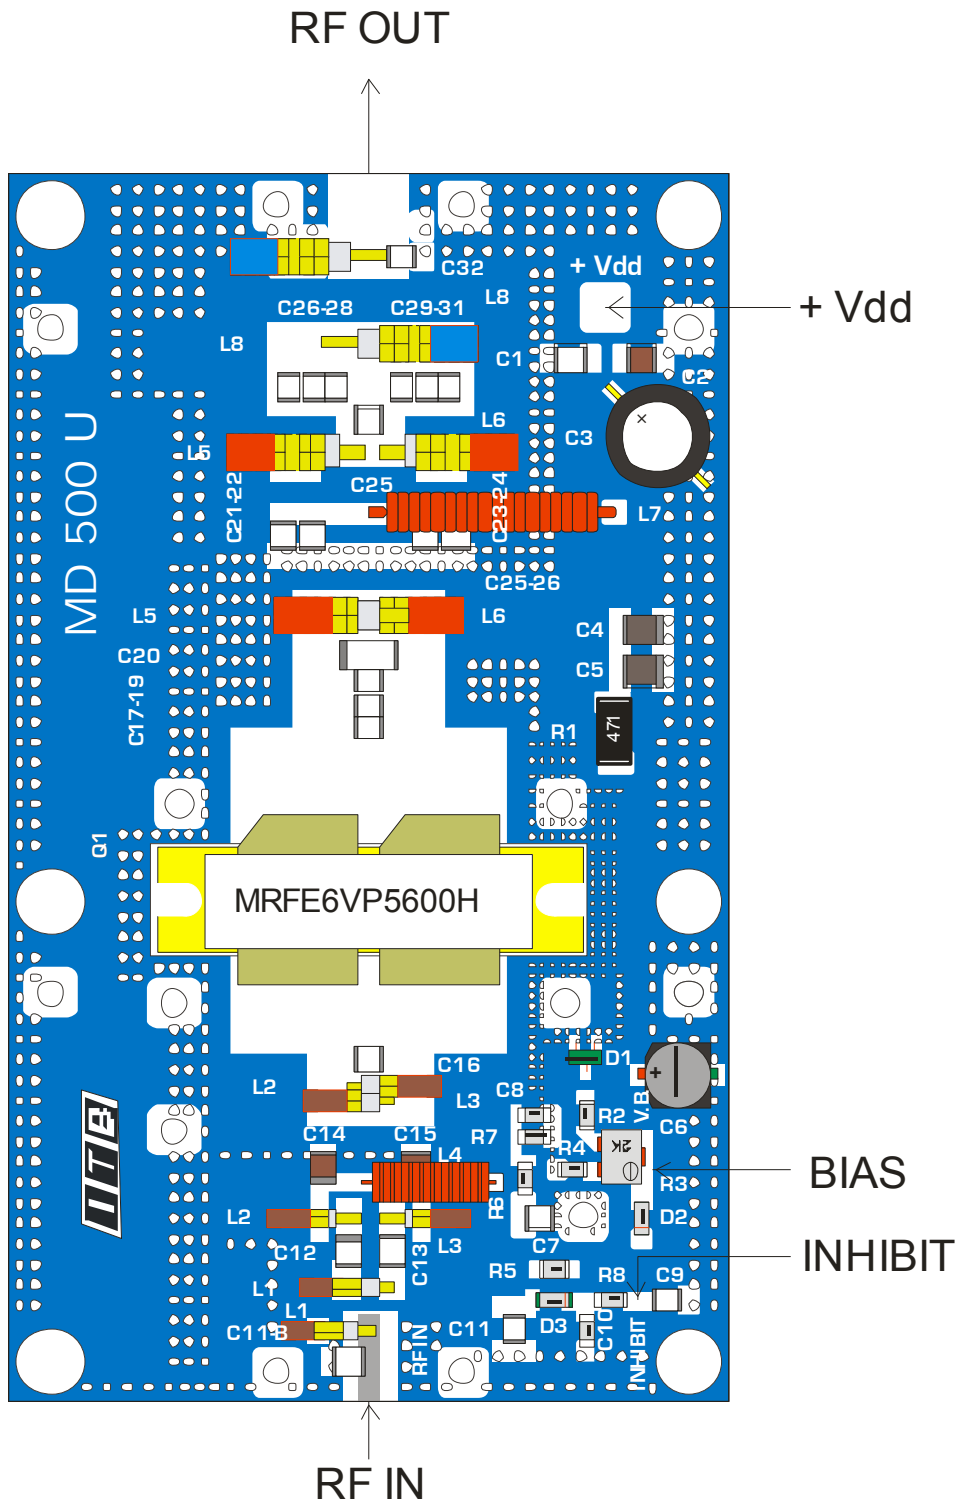 RF OUT
C32
+ Vdd
+ Vdd
L8
C26-28
C29-31
L8
C1
C2
C3
L6
L5
C25
C21-22
C23-24
L7
MD 500 U
C25-26
L5
L6
C4
C5
C20
C17-19
R1
471
Q1
MRFE6VP5600H
D1
C16
L2
L3
C8
R2
V.B.
C6
R7
C14
C15
L4
R4
2K
BIAS
R3
R6
ITB
L2
L3
D2
C12
C13
C7
INHIBIT
R5
R8
C9
L1
L1
C11B
RF IN
C11
D3
C10
INHIBIT
RF IN